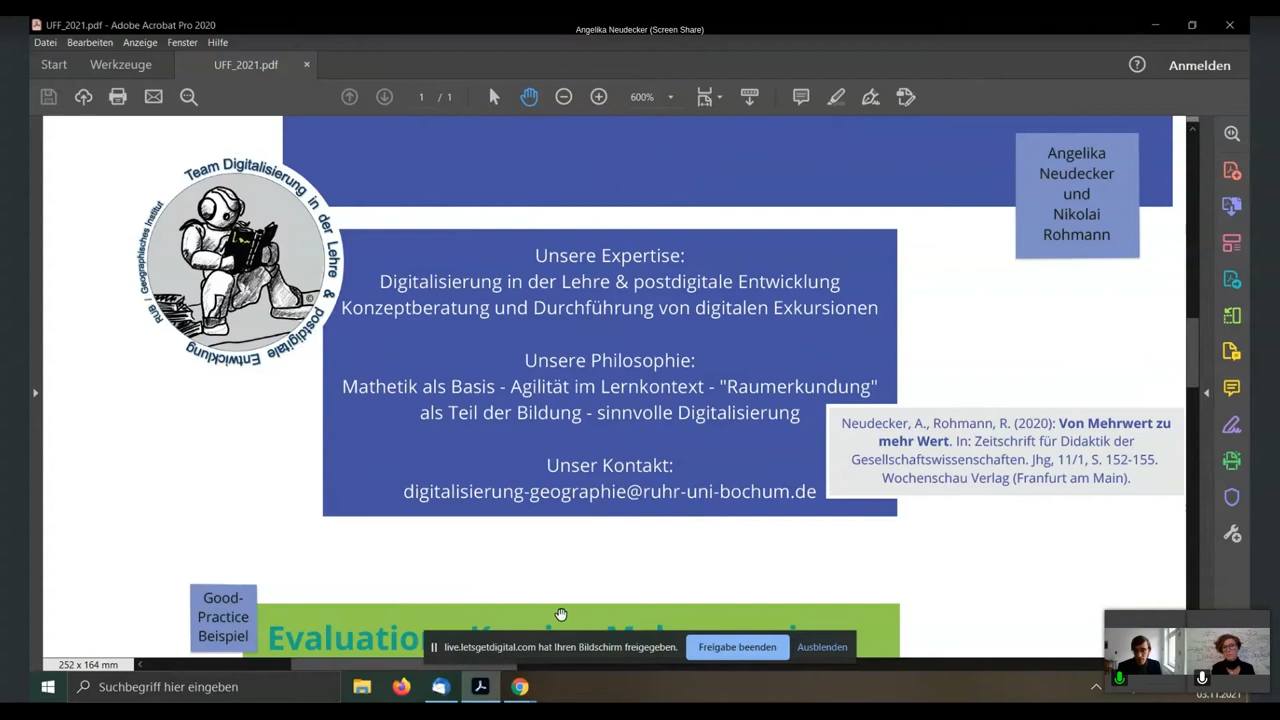 UFF_2021.pdf - Adobe Acrobat Pro 2020
Angelika Neudecker (Screen Share)
Datei Bearbeiten Anzeige Fenster Hilfe
Start Werkzeuge UFF_2021.pdf × Anmelden
1 / 1 600%
Team Digitalisierung in der Lehre & postdigitale Entwicklung
RUB / Geographisches Institut
Angelika
Neudecker
und
Nikolai
Rohmann
Unsere Expertise:
Digitalisierung in der Lehre & postdigitale Entwicklung
Konzeptberatung und Durchführung von digitalen Exkursionen
Unsere Philosophie:
Mathetik als Basis - Agilität im Lernkontext - "Raumerkundung"
als Teil der Bildung - sinnvolle Digitalisierung
Unser Kontakt:
digitalisierung-geographie@ruhr-uni-bochum.de
Neudecker, A., Rohmann, R. (2020): Von Mehrwert zu
mehr Wert. In: Zeitschrift für Didaktik der
Gesellschaftswissenschaften. Jhg, 11/1, S. 152-155.
Wochenschau Verlag (Franfurt am Main).
Good-
Practice
Beispiel
live.letsgetdigital.com hat Ihren Bildschirm freigegeben. Freigabe beenden Ausblenden
252 x 164 mm
Suchbegriff hier eingeben
03.11.2021